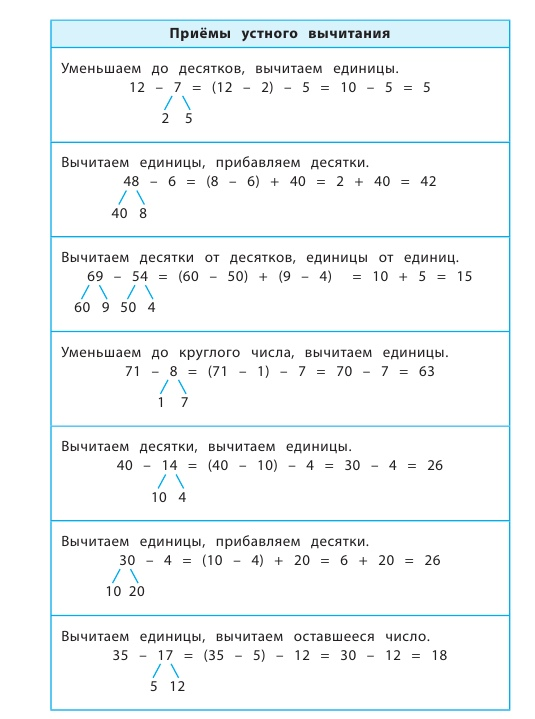 Приёмы устного вычитания
Уменьшаем до десятков, вычитаем единицы.
12 – 7 = (12 – 2) – 5 = 10 – 5 = 5
2 5
Вычитаем единицы, прибавляем десятки.
48 – 6 = (8 – 6) + 40 = 2 + 40 = 42
40 8
Вычитаем десятки от десятков, единицы от единиц.
69 – 54 = (60 – 50) + (9 – 4) = 10 + 5 = 15
60 9 50 4
Уменьшаем до круглого числа, вычитаем единицы.
71 – 8 = (71 – 1) – 7 = 70 – 7 = 63
1 7
Вычитаем десятки, вычитаем единицы.
40 – 14 = (40 – 10) – 4 = 30 – 4 = 26
10 4
Вычитаем единицы, прибавляем десятки.
30 – 4 = (10 – 4) + 20 = 6 + 20 = 26
10 20
Вычитаем единицы, вычитаем оставшееся число.
35 – 17 = (35 – 5) – 12 = 30 – 12 = 18
5 12